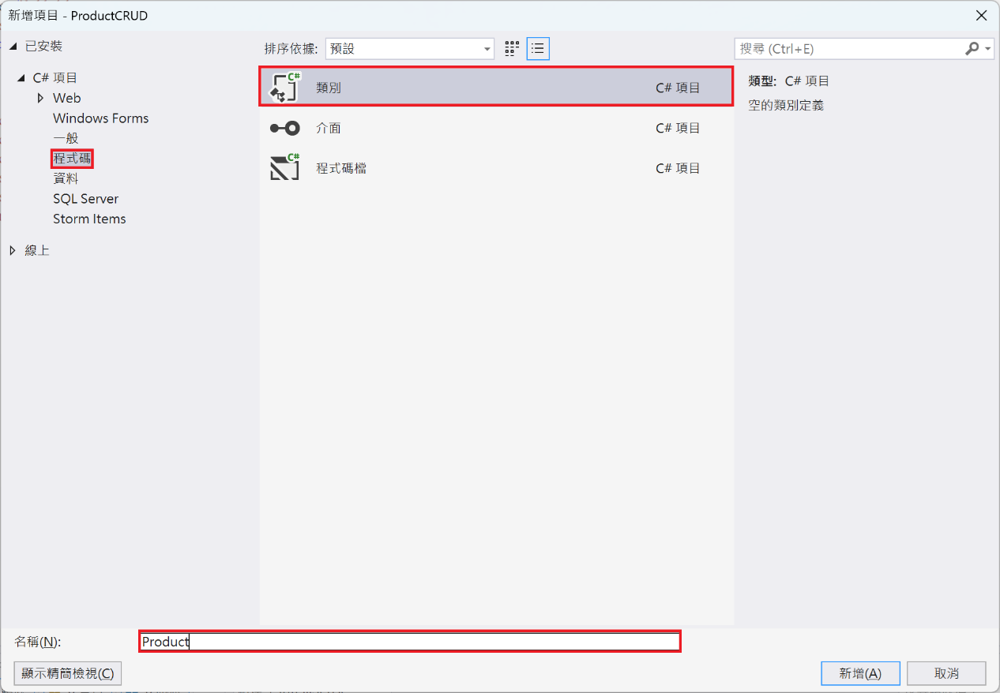 新增項目 - ProductCRUD
已安裝
C# 項目
Web
Windows Forms
一般
程式碼
資料
SQL Server
Storm Items
線上
排序依據: 預設
類別 C# 項目
介面 C# 項目
程式碼檔 C# 項目
搜尋 (Ctrl+E)
類型: C# 項目
空的類別定義
名稱(N): Product
顯示精簡檢視(C) 新增(A) 取消